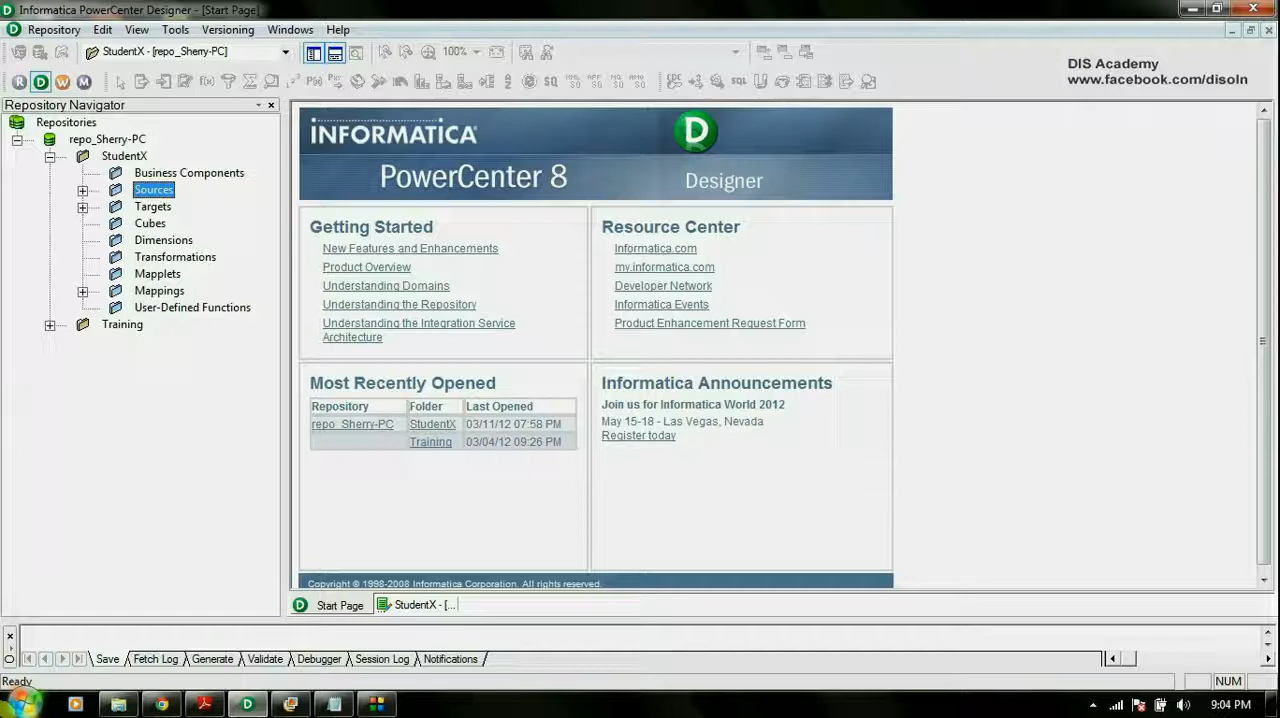 Informatica PowerCenter Designer - [Start Page]
Repository Edit View Tools Versioning Windows Help
StudentX - [repo_Sherry-PC]
100%
DIS Academy
www.facebook.com/disoln
Repository Navigator
Repositories
repo_Sherry-PC
StudentX
Business Components
Sources
Targets
Cubes
Dimensions
Transformations
Mapplets
Mappings
User-Defined Functions
Training
INFORMATICA
PowerCenter 8 Designer
Getting Started
New Features and Enhancements
Product Overview
Understanding Domains
Understanding the Repository
Understanding the Integration Service
Architecture
Resource Center
Informatica.com
my.informatica.com
Developer Network
Informatica Events
Product Enhancement Request Form
Most Recently Opened
Repository Folder Last Opened
repo_Sherry-PC StudentX 03/11/12 07:58 PM
Training 03/04/12 09:26 PM
Informatica Announcements
Join us for Informatica World 2012
May 15-18 - Las Vegas, Nevada
Register today
Copyright © 1998-2008 Informatica Corporation. All rights reserved.
Start Page StudentX - [...
Save Fetch Log Generate Validate Debugger Session Log Notifications
Ready NUM
9:04 PM